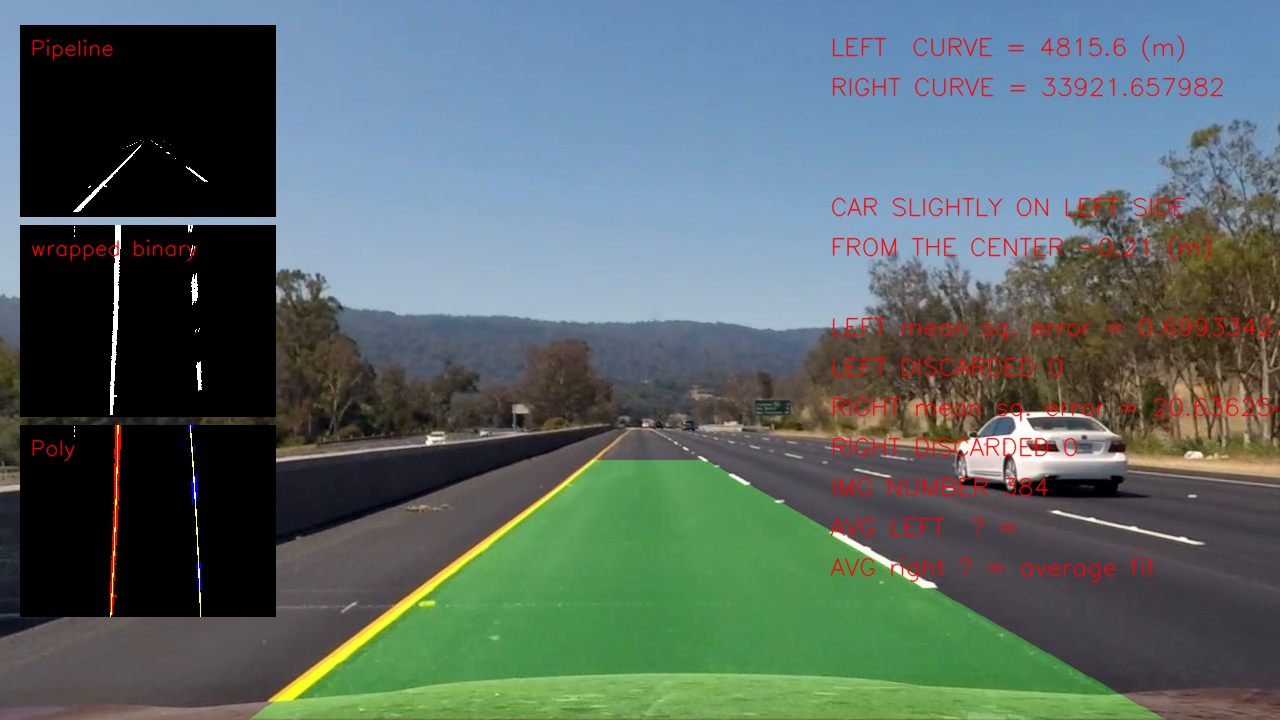 Pipeline
wrapped binary
Poly
LEFT CURVE = 4815.6 (m)
RIGHT CURVE = 33921.657982
CAR SLIGHTLY ON LEFT SIDE
FROM THE CENTER -0.21 (m)
LEFT mean sq. error = 0.6993342
LEFT DISCARDED 0
RIGHT mean sq. error = 20.636254
RIGHT DISCARDED 0
IMG NUMBER 384
AVG LEFT ? =
AVG right ? = average fit